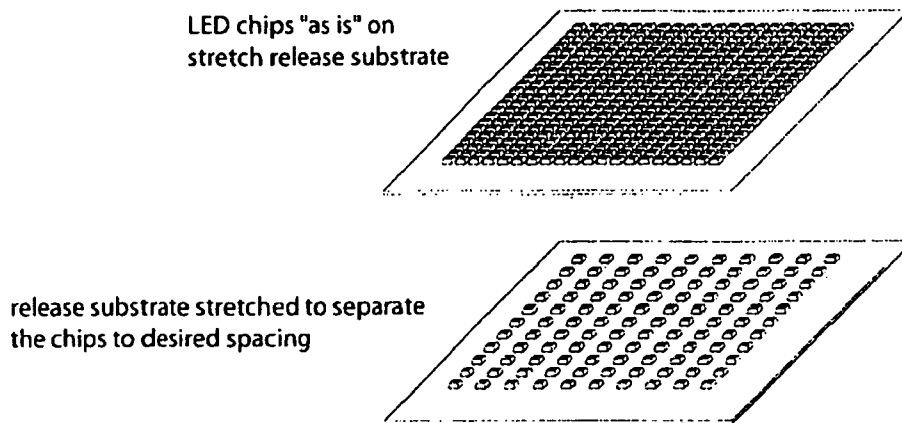 LED chips "as is" on
stretch release substrate
release substrate stretched to separate
the chips to desired spacing